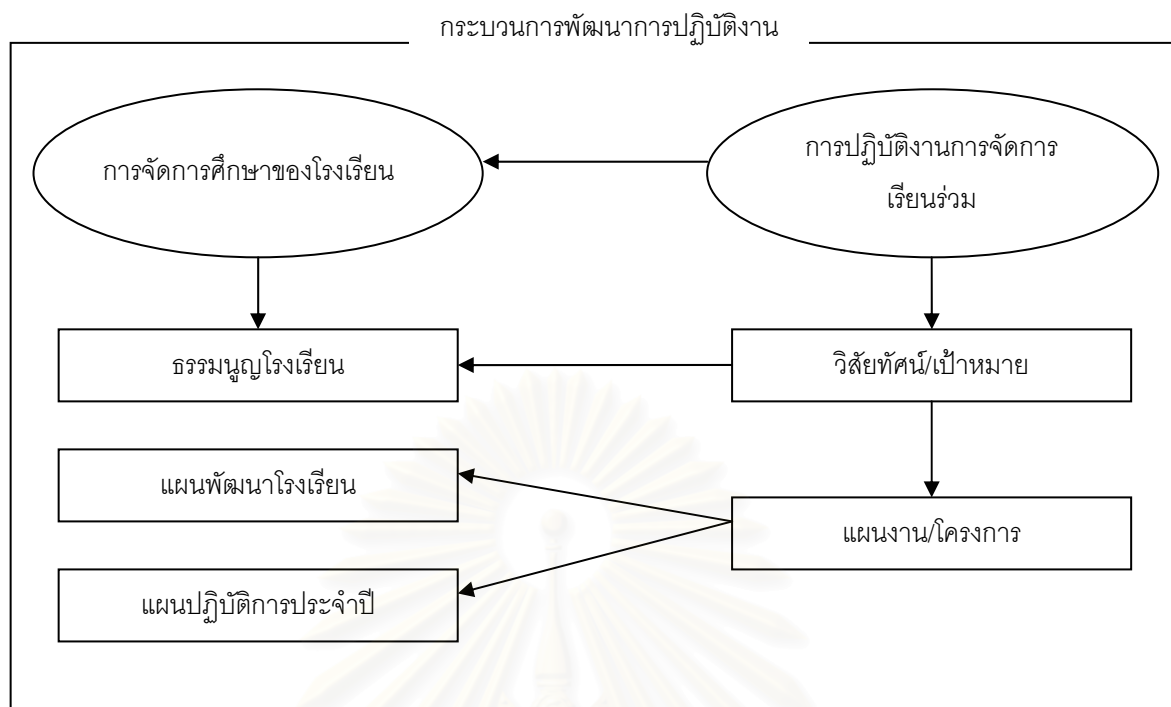 กระบวนการพัฒนาการปฏิบัติงาน
การจัดการศึกษาของโรงเรียน
การปฏิบัติงานการจัดการ
เรียนร่วม
ธรรมนูญโรงเรียน
วิสัยทัศน์/เป้าหมาย
แผนพัฒนาโรงเรียน
แผนงาน/โครงการ
แผนปฏิบัติการประจำปี